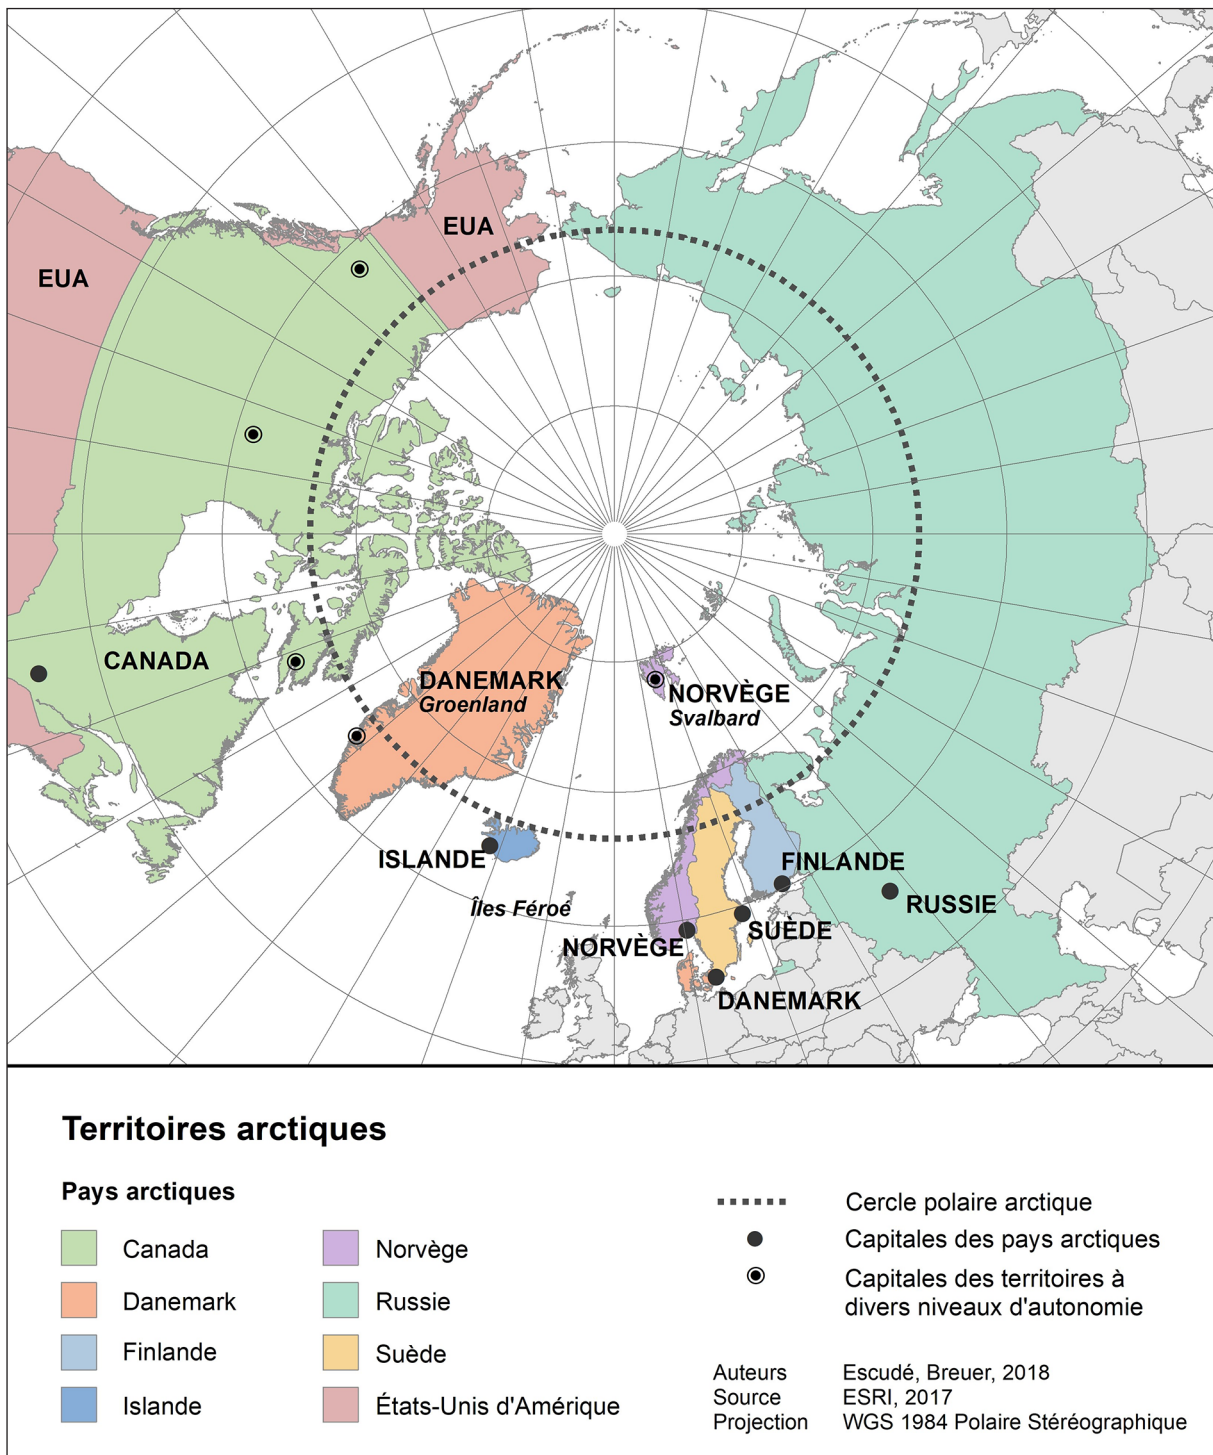 EUA
EUA
CANADA
DANEMARK
Groenland
NORVÈGE
Svalbard
ISLANDE
Îles Féroé
FINLANDE
RUSSIE
SUÈDE
NORVÈGE
DANEMARK
Territoires arctiques
Pays arctiques
Canada
Danemark
Finlande
Islande
Norvège
Russie
Suède
États-Unis d'Amérique
Cercle polaire arctique
Capitales des pays arctiques
Capitales des territoires à
divers niveaux d'autonomie
Auteurs Escudé, Breuer, 2018
Source ESRI, 2017
Projection WGS 1984 Polaire Stéréographique